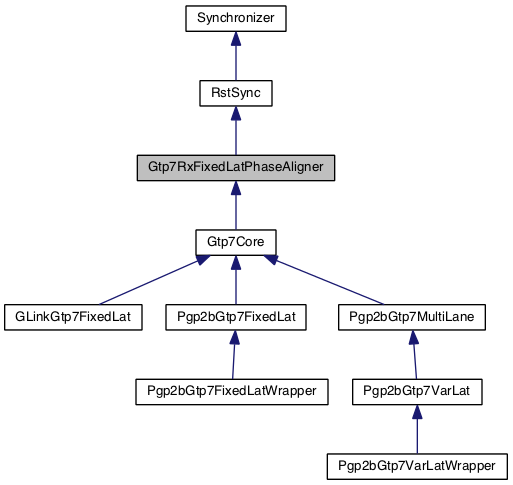 Synchronizer
RstSync
Gtp7RxFixedLatPhaseAligner
Gtp7Core
GLinkGtp7FixedLat
Pgp2bGtp7FixedLat
Pgp2bGtp7MultiLane
Pgp2bGtp7FixedLatWrapper
Pgp2bGtp7VarLat
Pgp2bGtp7VarLatWrapper